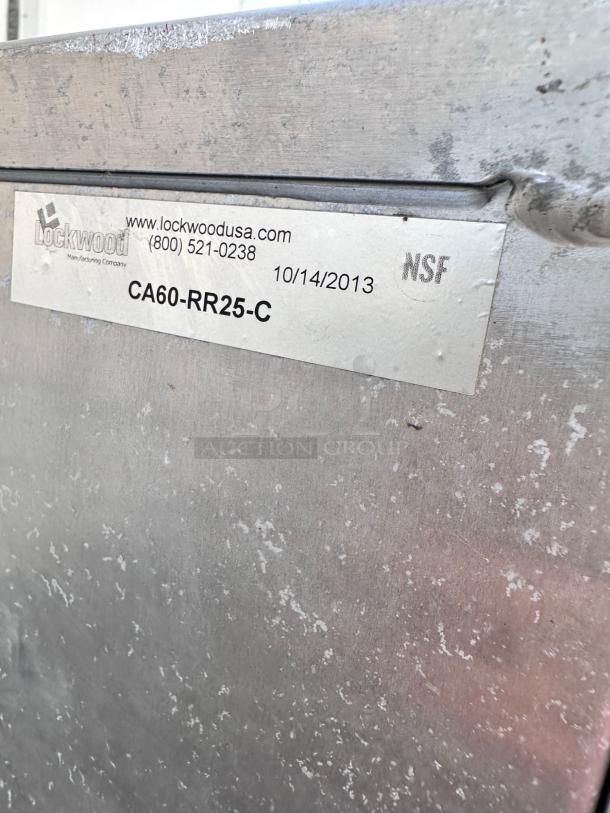 Lockwood
Manufacturing Company
www.lockwoodusa.com
(800) 521-0238
10/14/2013
NSF
CA60-RR25-C
AUCTION GROUP